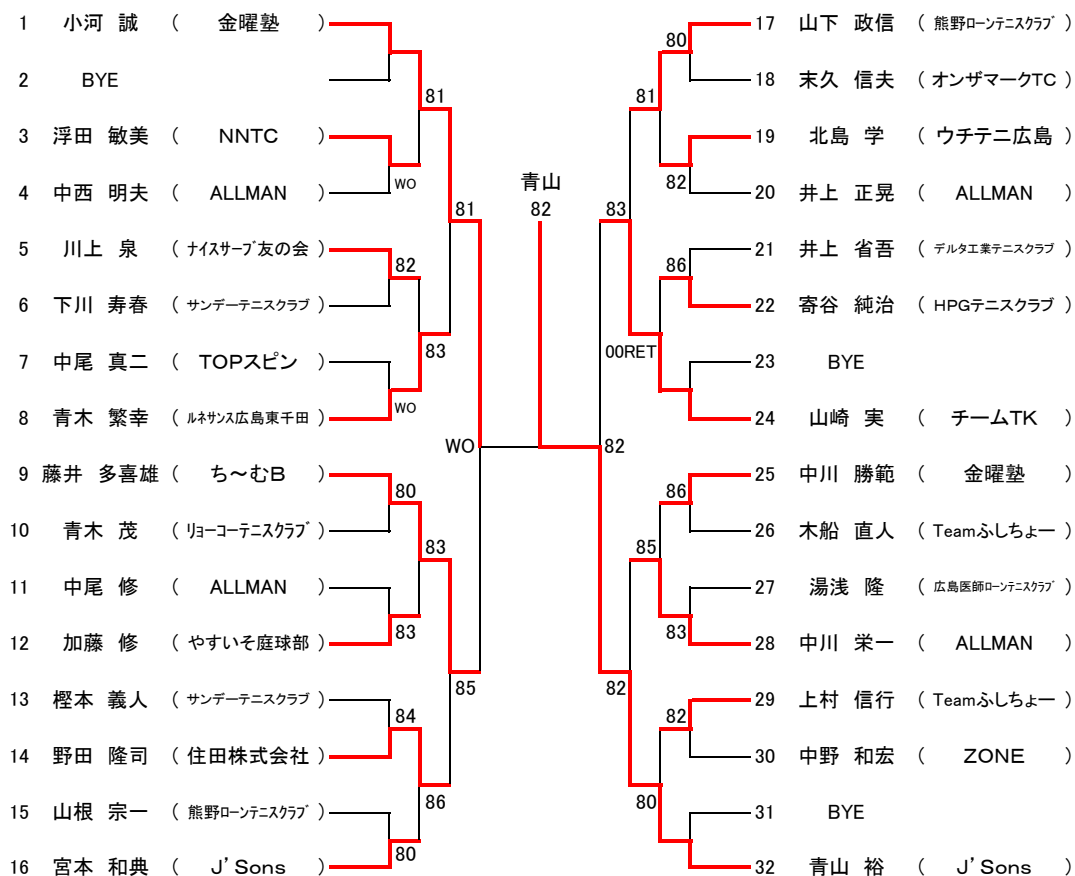 1 小河 誠 ( 金曜塾 )
2 BYE
3 浮田 敏美 ( NNTC )
4 中西 明夫 ( ALLMAN )
5 川上 泉 ( ﾅｲｽｻｰﾌﾞ友の会 )
6 下川 寿春 ( ｻﾝﾃﾞｰﾃﾆｽｸﾗﾌﾞ )
7 中尾 真二 ( TOPスピン )
8 青木 繁幸 ( ﾙﾈｻﾝｽ広島東千田 )
9 藤井 多喜雄 ( ち〜むB )
10 青木 茂 ( ﾘｮｰｺｰﾃﾆｽｸﾗﾌﾞ )
11 中尾 修 ( ALLMAN )
12 加藤 修 ( やすいそ庭球部 )
13 樫本 義人 ( ｻﾝﾃﾞｰﾃﾆｽｸﾗﾌﾞ )
14 野田 隆司 ( 住田株式会社 )
15 山根 宗一 ( 熊野ﾛｰﾝﾃﾆｽｸﾗﾌﾞ )
16 宮本 和典 ( J'Sons )
WO
82
WO
80
83
84
80
81
83
83
86
81
85
WO
青山
82
82
83
82
81
00RET
85
80
80
82
86
86
83
82
17 山下 政信 ( 熊野ﾛｰﾝﾃﾆｽｸﾗﾌﾞ )
18 末久 信夫 ( オンザマークTC )
19 北島 学 ( ウチテニ広島 )
20 井上 正晃 ( ALLMAN )
21 井上 省吾 ( ﾃﾞﾙﾀ工業ﾃﾆｽｸﾗﾌﾞ )
22 寄谷 純治 ( HPGテニスクラブ )
23 BYE
24 山崎 実 ( チームTK )
25 中川 勝範 ( 金曜塾 )
26 木船 直人 ( Teamふしちょー )
27 湯浅 隆 ( 広島医師ﾛｰﾝﾃﾆｽｸﾗﾌﾞ )
28 中川 栄一 ( ALLMAN )
29 上村 信行 ( Teamふしちょー )
30 中野 和宏 ( ZONE )
31 BYE
32 青山 裕 ( J'Sons )